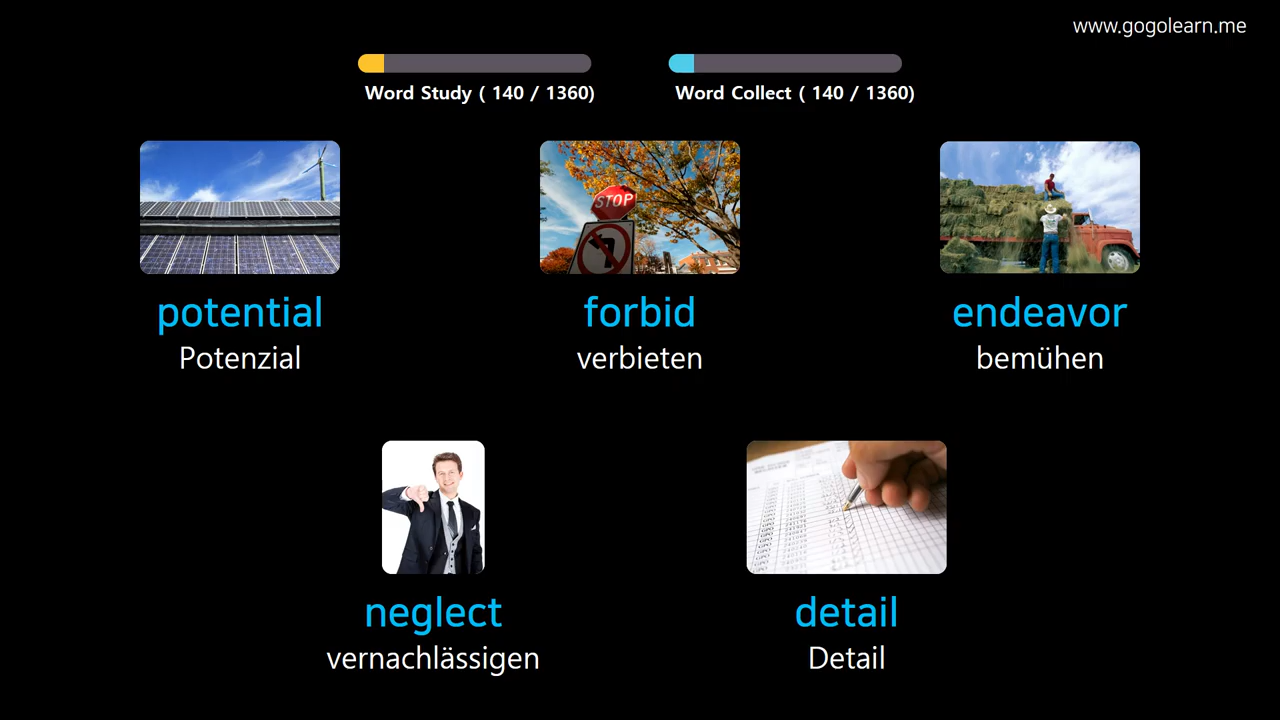 www.gogolearn.me
Word Study ( 140 / 1360)
Word Collect ( 140 / 1360)
STOP
potential
Potenzial
forbid
verbieten
endeavor
bemühen
neglect
vernachlässigen
detail
Detail